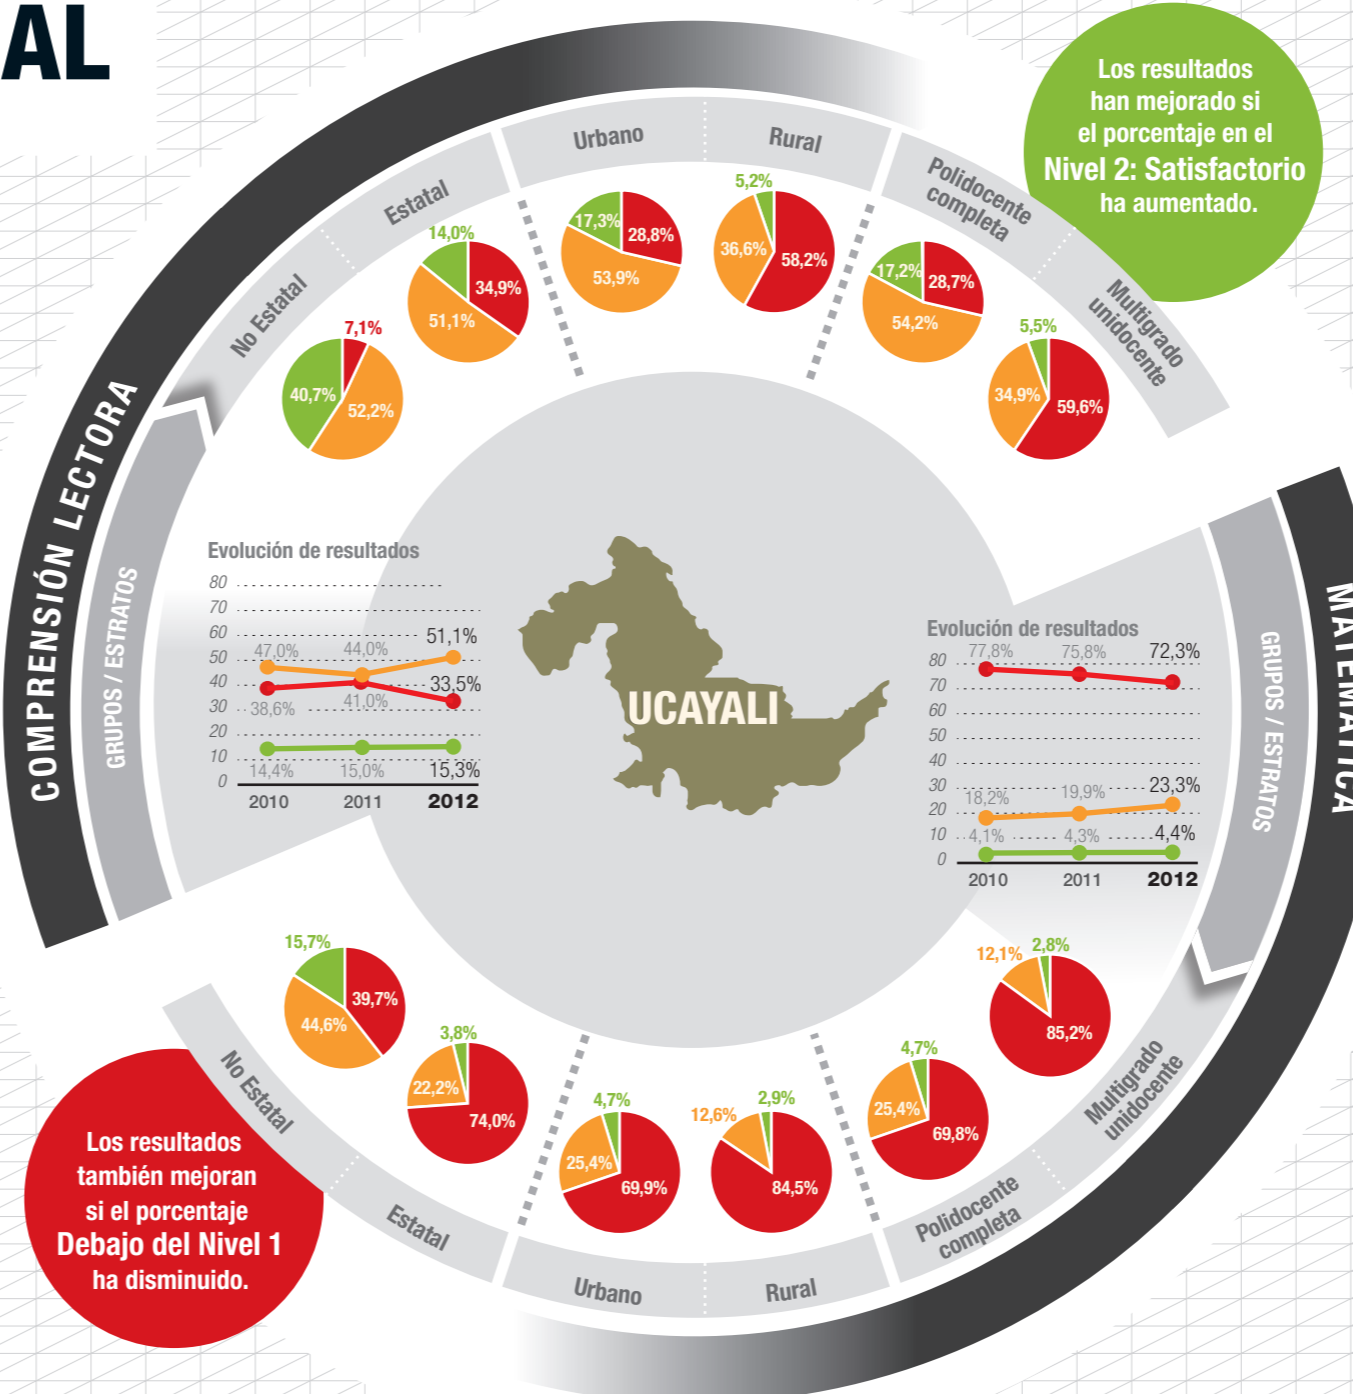 AL
Los resultados
han mejorado si
el porcentaje en el
Nivel 2: Satisfactorio
ha aumentado.
COMPRENSIÓN LECTORA
GRUPOS / ESTRATOS
No Estatal
Estatal
Urbano
Rural
Polidocente
completa
Multigrado
unidocente
40,7%
7,1%
52,2%
14,0%
34,9%
51,1%
17,3%
28,8%
53,9%
5,2%
36,6%
58,2%
17,2%
28,7%
54,2%
5,5%
34,9%
59,6%
Evolución de resultados
80
70
60
50
40
30
20
10
0
47,0%
44,0%
51,1%
38,6%
41,0%
33,5%
14,4%
15,0%
15,3%
2010
2011
2012
UCAYALI
Evolución de resultados
80
70
60
50
40
30
20
10
0
77,8%
75,8%
72,3%
18,2%
19,9%
23,3%
4,1%
4,3%
4,4%
2010
2011
2012
MATEMÁTICA
GRUPOS / ESTRATOS
15,7%
39,7%
44,6%
3,8%
22,2%
74,0%
4,7%
25,4%
69,9%
12,6%
2,9%
84,5%
4,7%
25,4%
69,8%
12,1%
2,8%
85,2%
No Estatal
Estatal
Urbano
Rural
Polidocente
completa
Multigrado
unidocente
Los resultados
también mejoran
si el porcentaje
Debajo del Nivel 1
ha disminuido.